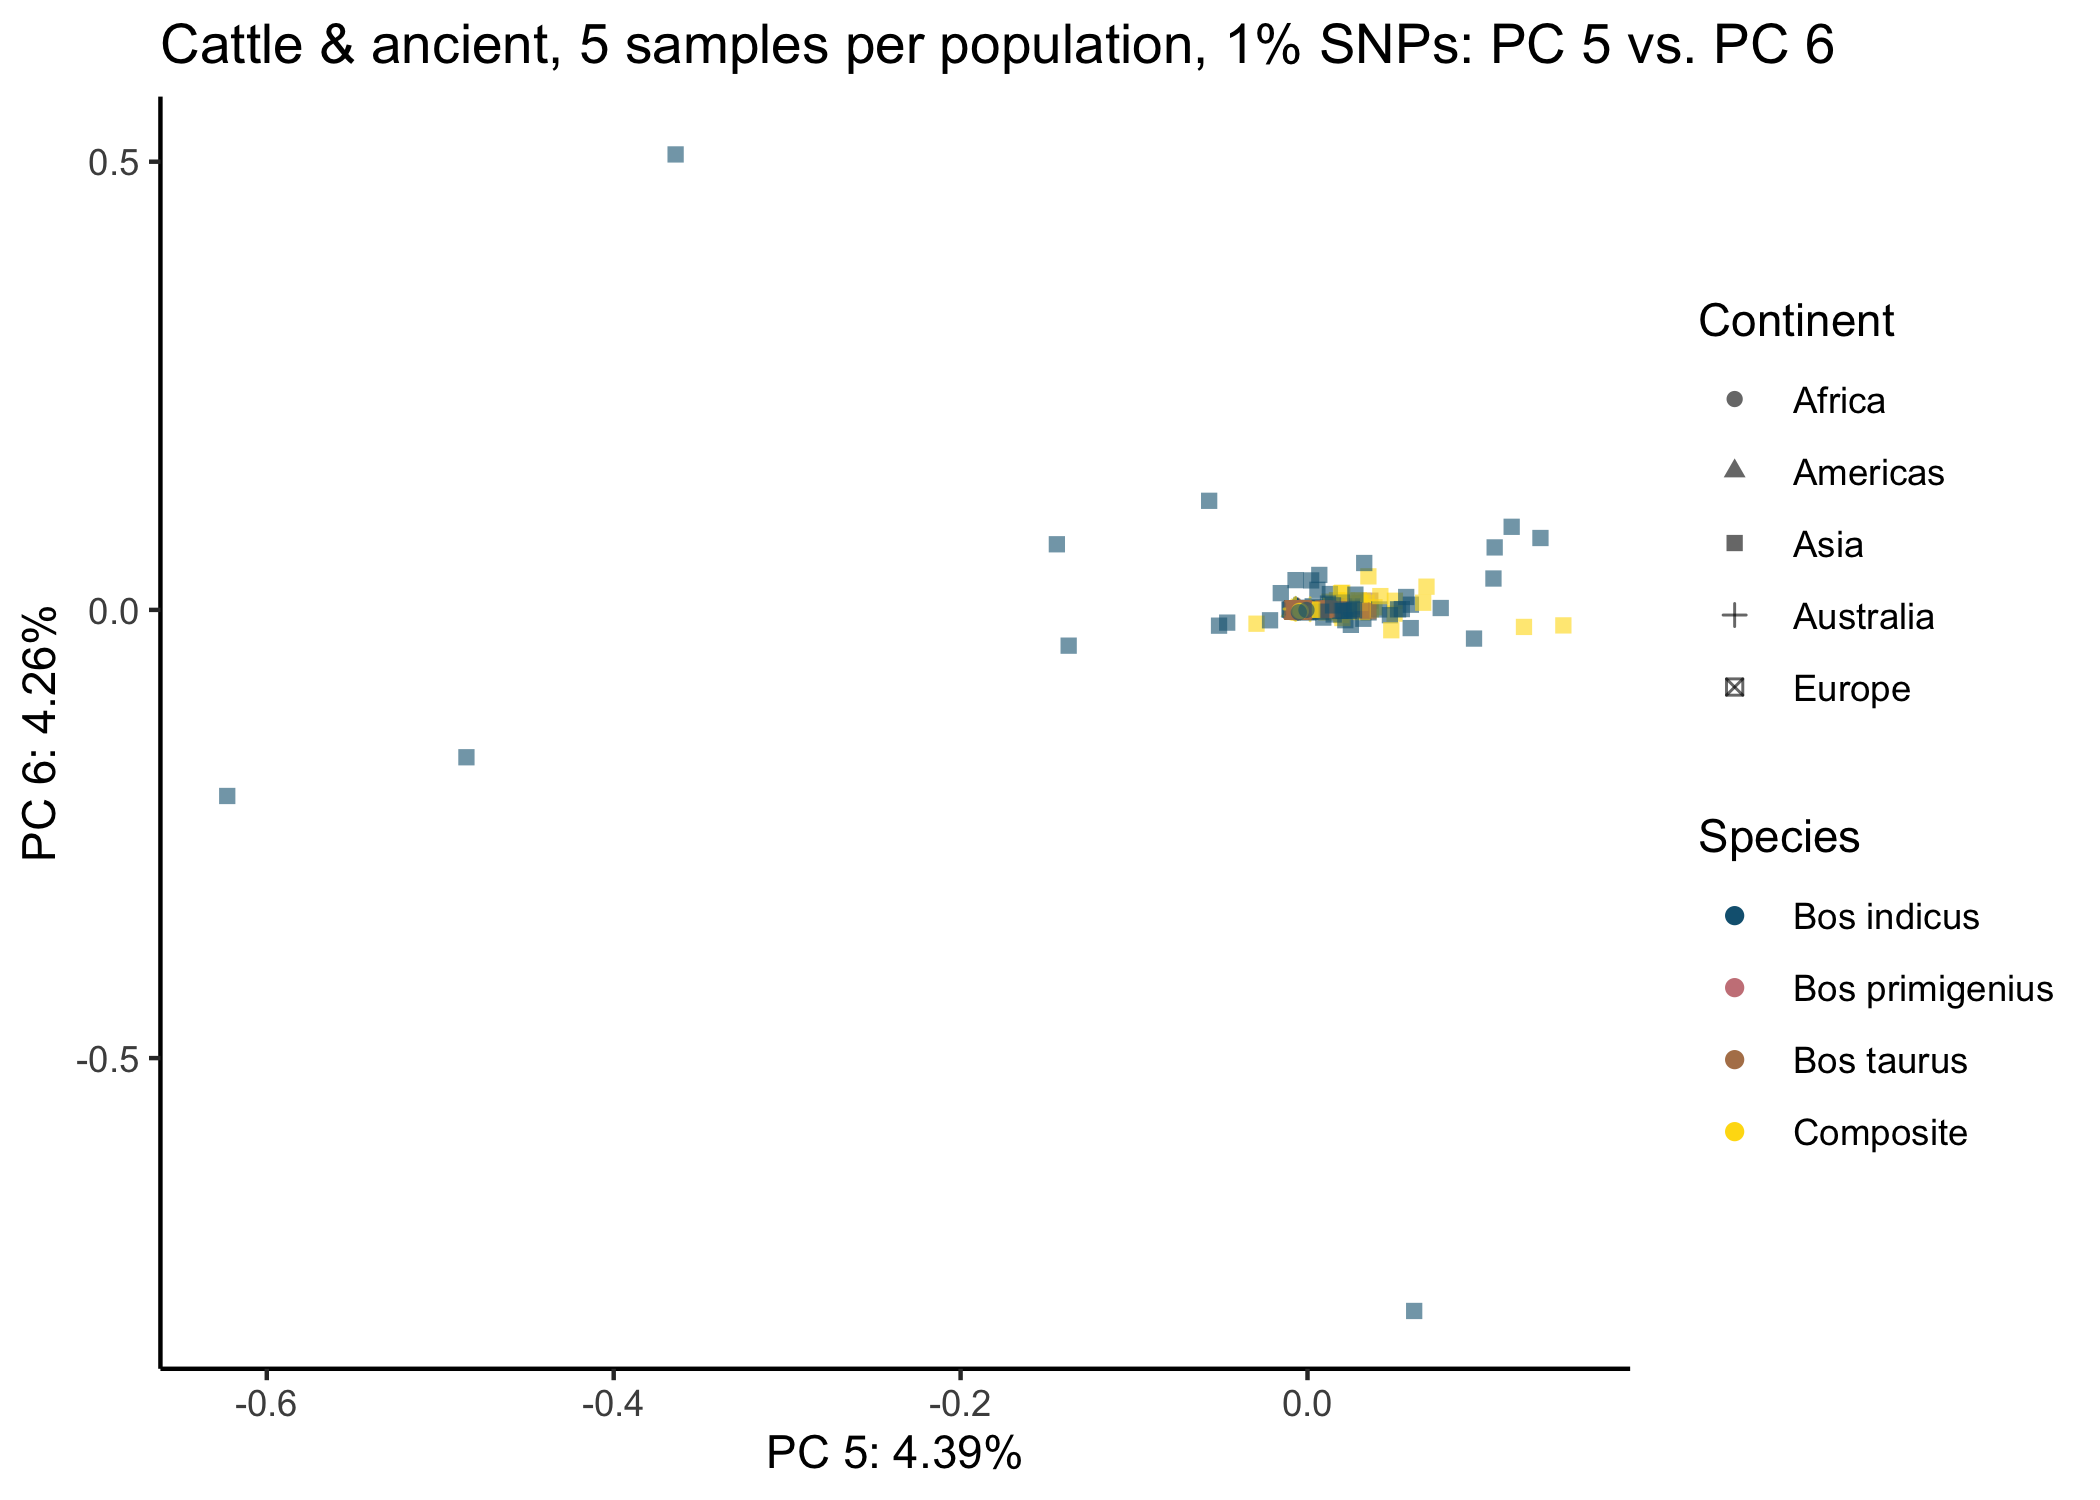 Cattle & ancient, 5 samples per population, 1% SNPs: PC 5 vs. PC 6
0.5
0.0
-0.5
PC 6: 4.26%
-0.6
-0.4
-0.2
0.0
PC 5: 4.39%
Continent
Africa
Americas
Asia
Australia
Europe
Species
Bos indicus
Bos primigenius
Bos taurus
Composite